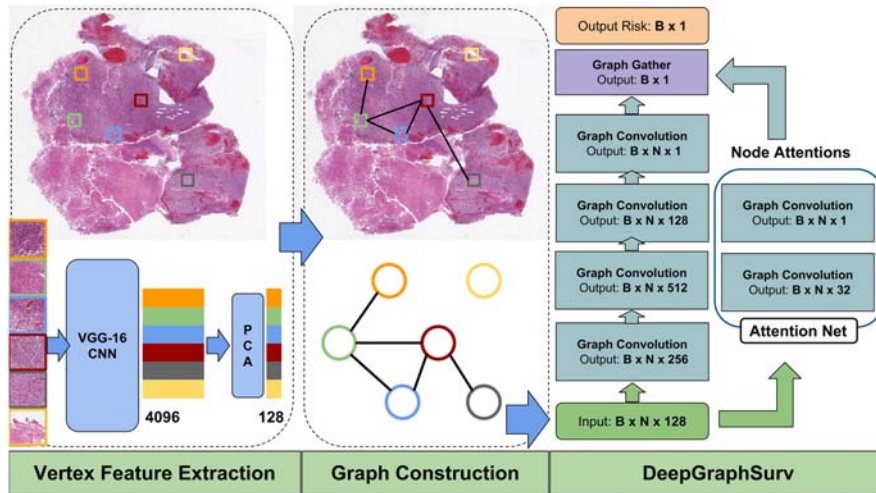 VGG-16
CNN
4096
P
C
A
128
Output Risk: B x 1
Graph Gather
Output: B x 1
Graph Convolution
Output: B x N x 1
Graph Convolution
Output: B x N x 128
Graph Convolution
Output: B x N x 512
Graph Convolution
Output: B x N x 256
Input: B x N x 128
Node Attentions
Graph Convolution
Output: B x N x 1
Graph Convolution
Output: B x N x 32
Attention Net
Vertex Feature Extraction
Graph Construction
DeepGraphSurv